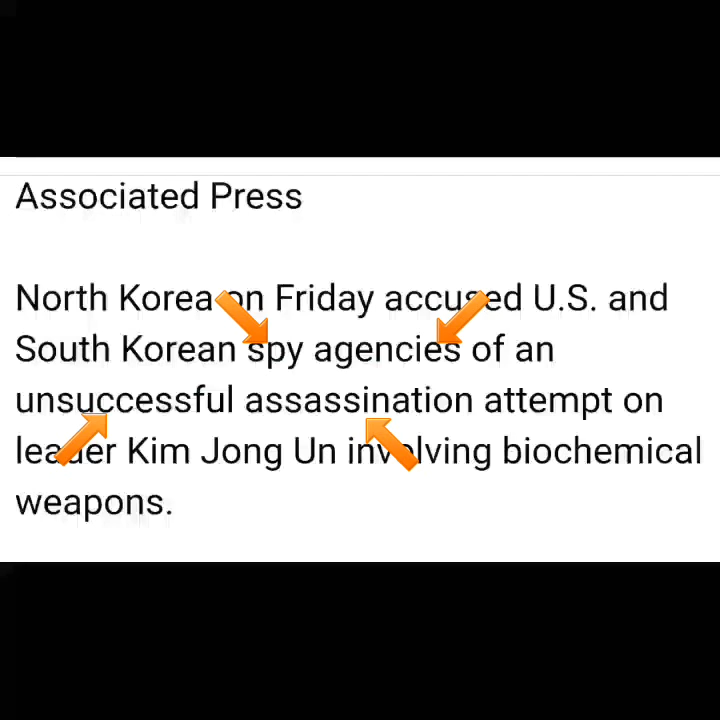 Associated Press
North Korea on Friday accused U.S. and
South Korean spy agencies of an
unsuccessful assassination attempt on
leader Kim Jong Un involving biochemical
weapons.